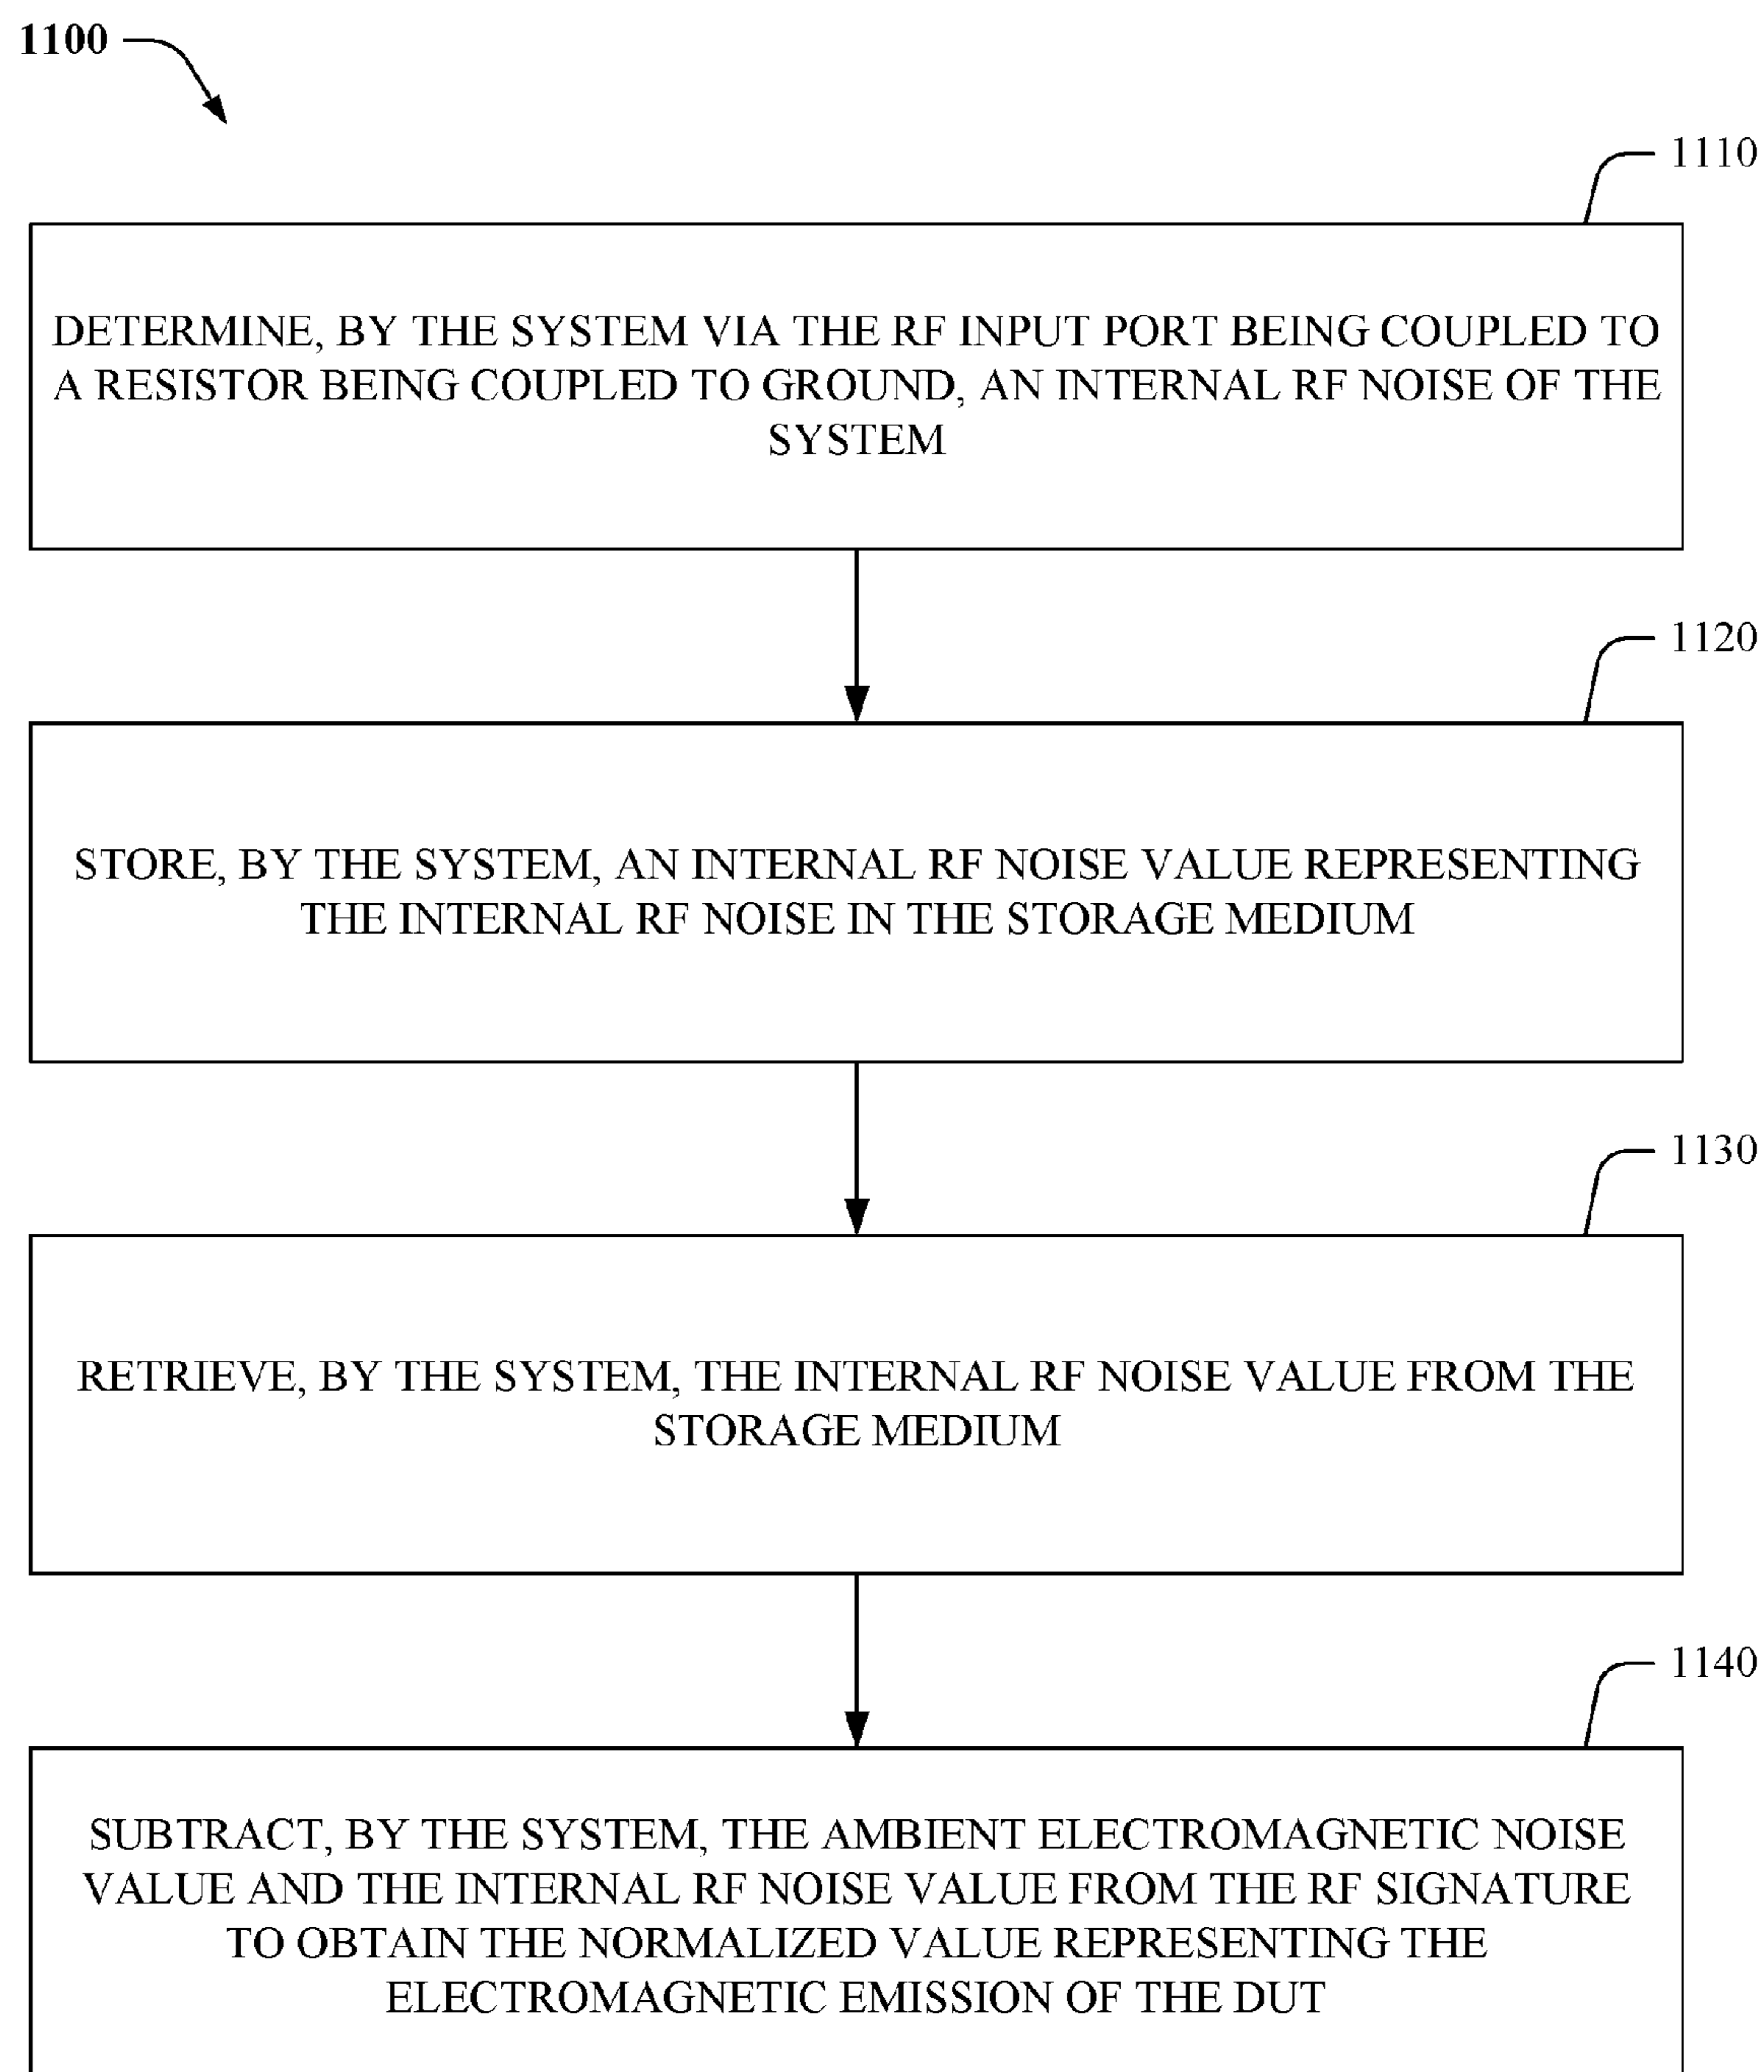 1100
1110
DETERMINE, BY THE SYSTEM VIA THE RF INPUT PORT BEING COUPLED TO
A RESISTOR BEING COUPLED TO GROUND, AN INTERNAL RF NOISE OF THE
SYSTEM
1120
STORE, BY THE SYSTEM, AN INTERNAL RF NOISE VALUE REPRESENTING
THE INTERNAL RF NOISE IN THE STORAGE MEDIUM
1130
RETRIEVE, BY THE SYSTEM, THE INTERNAL RF NOISE VALUE FROM THE
STORAGE MEDIUM
1140
SUBTRACT, BY THE SYSTEM, THE AMBIENT ELECTROMAGNETIC NOISE
VALUE AND THE INTERNAL RF NOISE VALUE FROM THE RF SIGNATURE
TO OBTAIN THE NORMALIZED VALUE REPRESENTING THE
ELECTROMAGNETIC EMISSION OF THE DUT